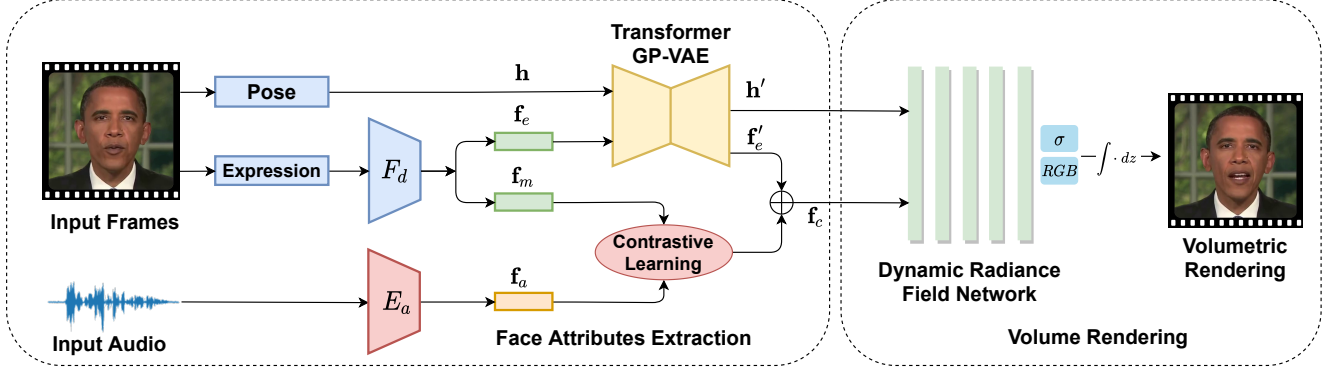 Transformer
GP-VAE
h
h′
Pose
f_e
f′_e
Expression
F_d
f_m
σ
RGB
∫ · dz
Input Frames
f_c
Contrastive
Learning
Volumetric
Rendering
Dynamic Radiance
Field Network
f_a
E_a
Input Audio
Face Attributes Extraction
Volume Rendering